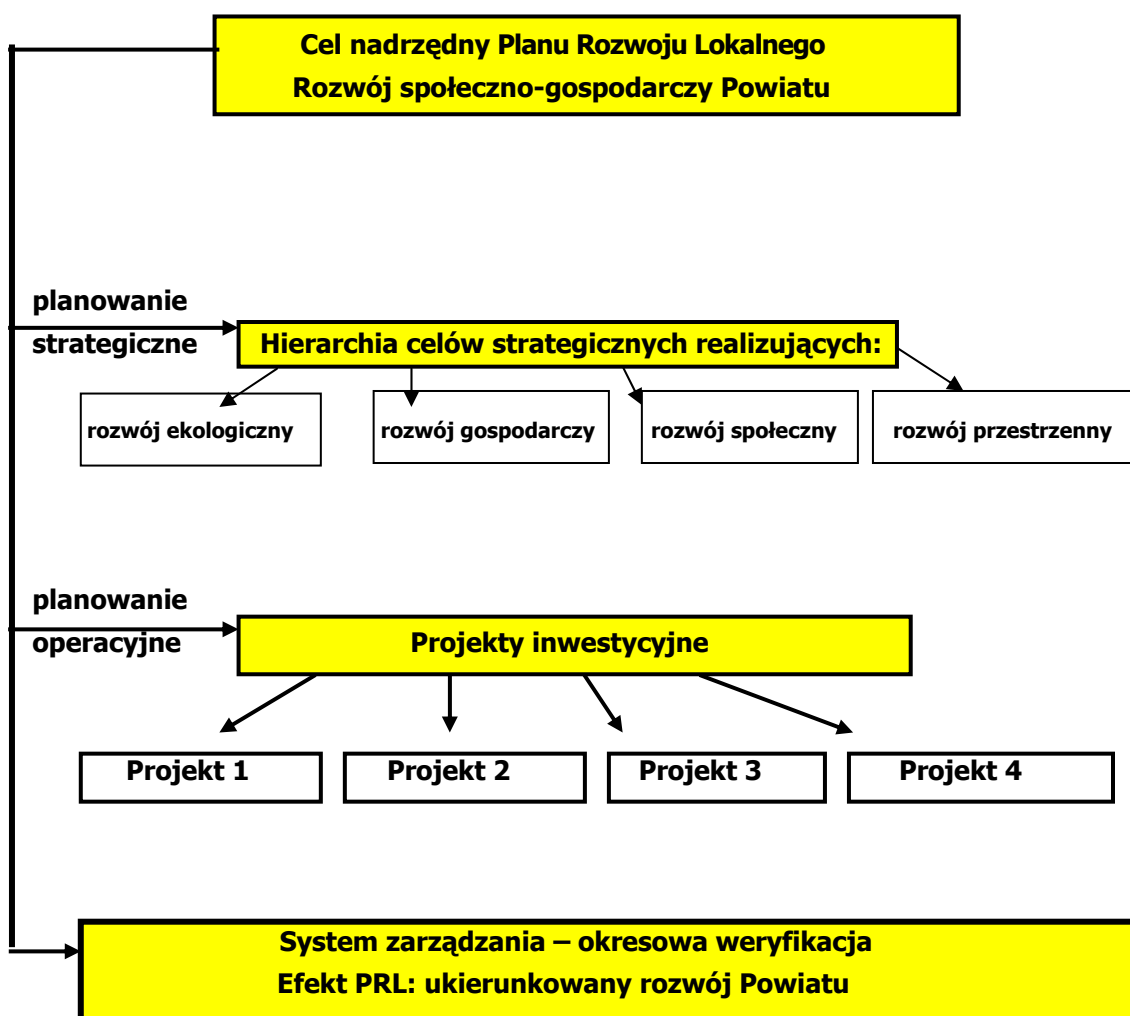 Cel nadrzędny Planu Rozwoju Lokalnego
Rozwój społeczno-gospodarczy Powiatu
planowanie
strategiczne
Hierarchia celów strategicznych realizujących:
rozwój ekologiczny
rozwój gospodarczy
rozwój społeczny
rozwój przestrzenny
planowanie
operacyjne
Projekty inwestycyjne
Projekt 1
Projekt 2
Projekt 3
Projekt 4
System zarządzania – okresowa weryfikacja
Efekt PRL: ukierunkowany rozwój Powiatu